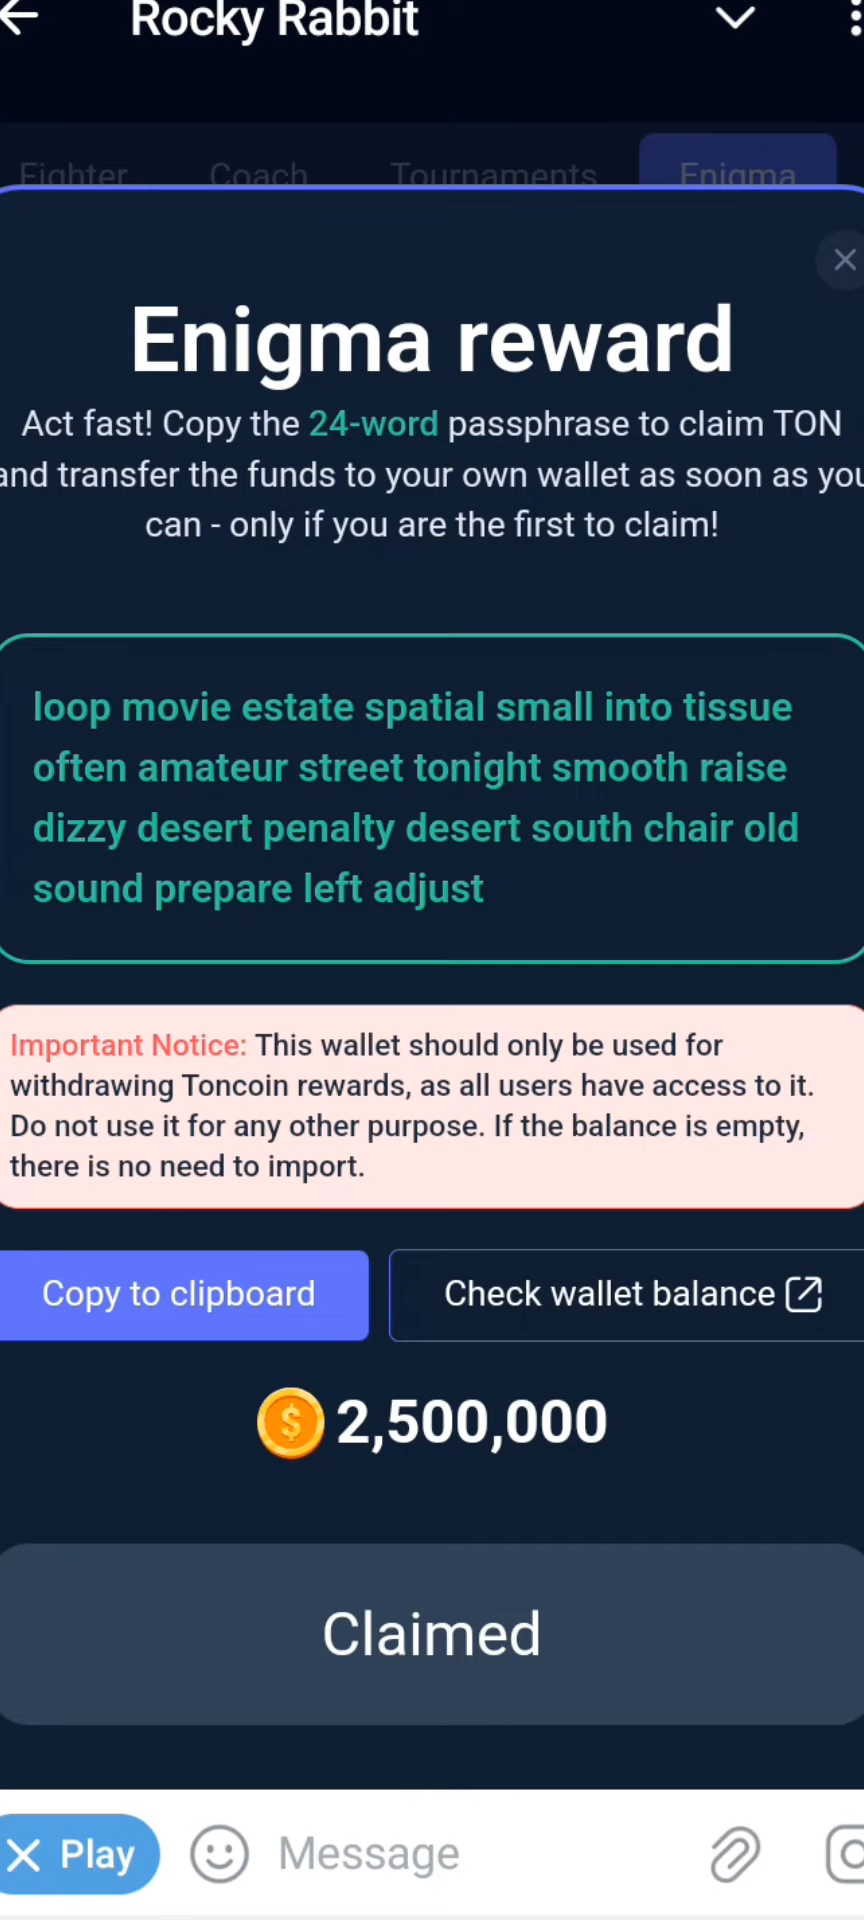 Rocky Rabbit
Fighter Coach Tournaments Enigma
Enigma reward
Act fast! Copy the 24-word passphrase to claim TON
and transfer the funds to your own wallet as soon as you
can - only if you are the first to claim!
loop movie estate spatial small into tissue
often amateur street tonight smooth raise
dizzy desert penalty desert south chair old
sound prepare left adjust
Important Notice: This wallet should only be used for
withdrawing Toncoin rewards, as all users have access to it.
Do not use it for any other purpose. If the balance is empty,
there is no need to import.
Copy to clipboard Check wallet balance
$ 2,500,000
Claimed
Play Message